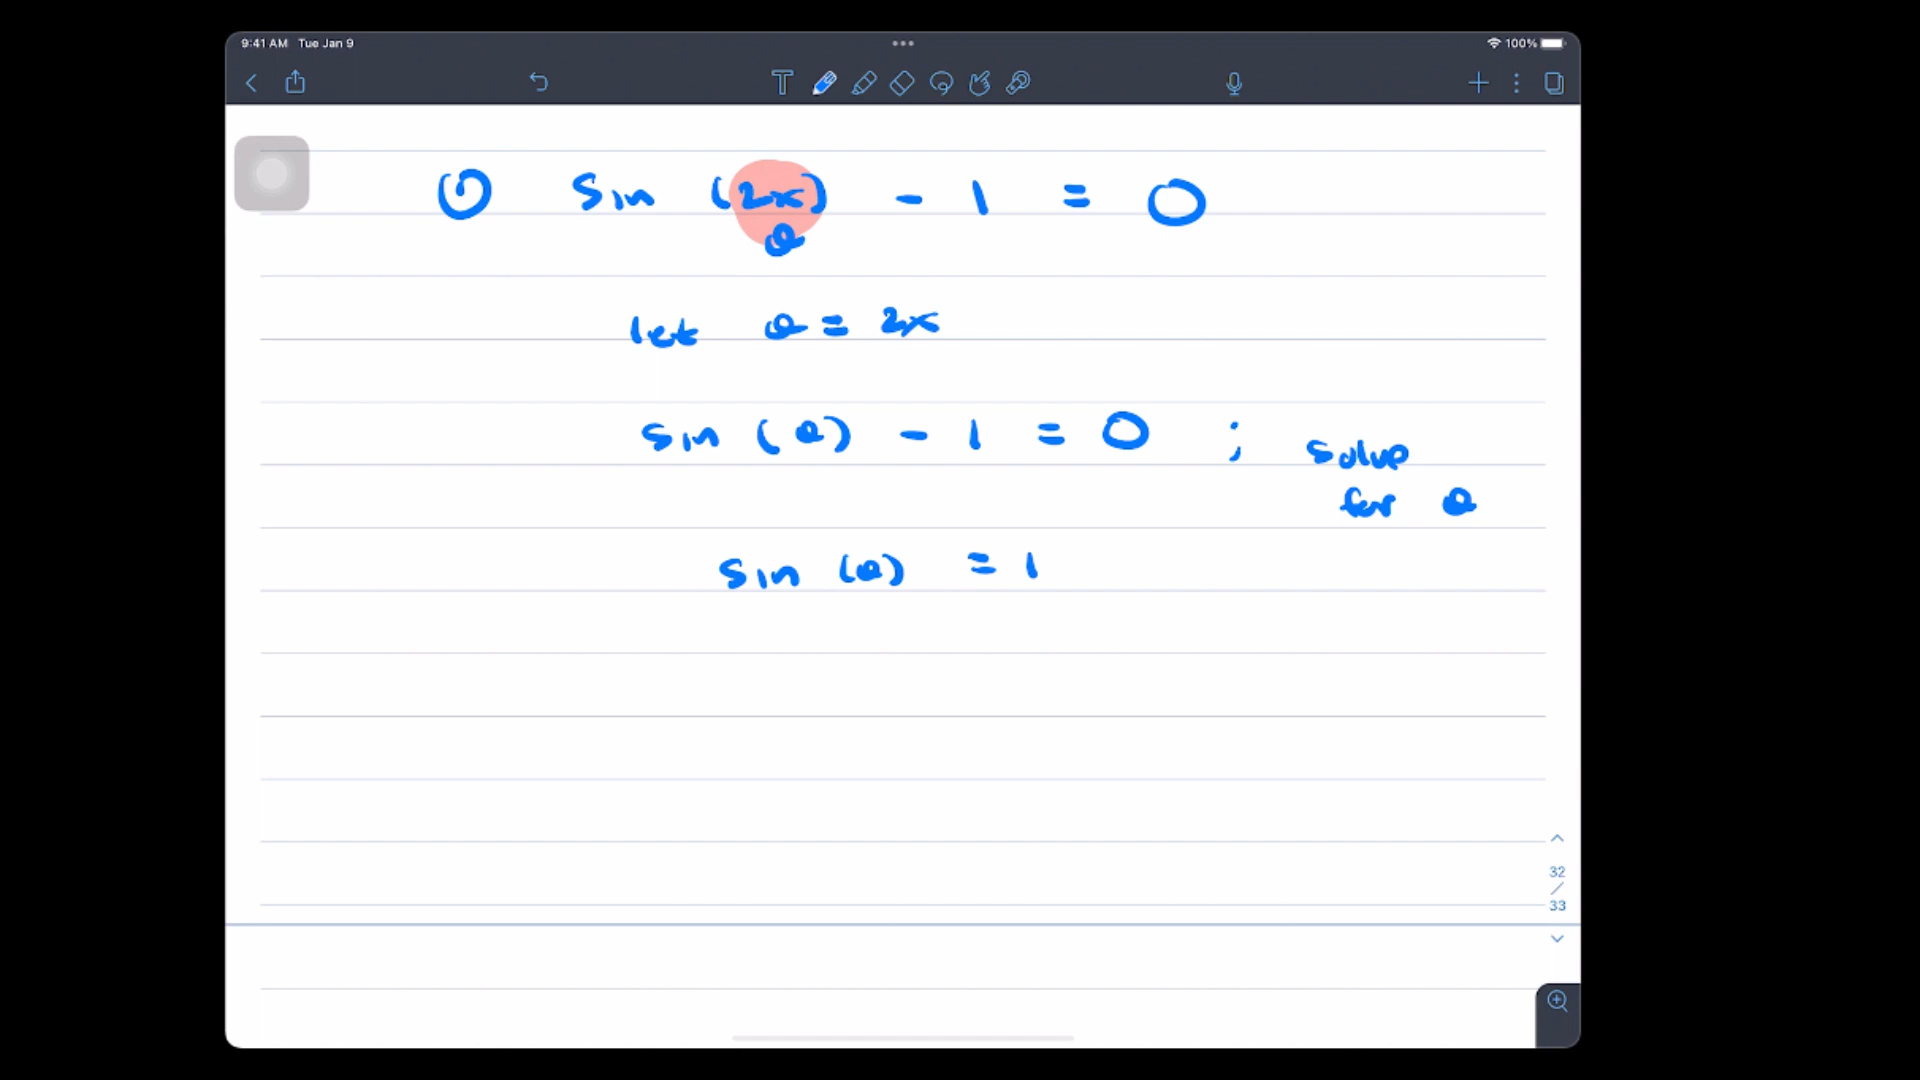 9:41 AM Tue Jan 9
100%
① sin (2x) - 1 = 0
θ
let θ = 2x
sin (θ) - 1 = 0 ; solve
for θ
sin (θ) = 1
32
/
33